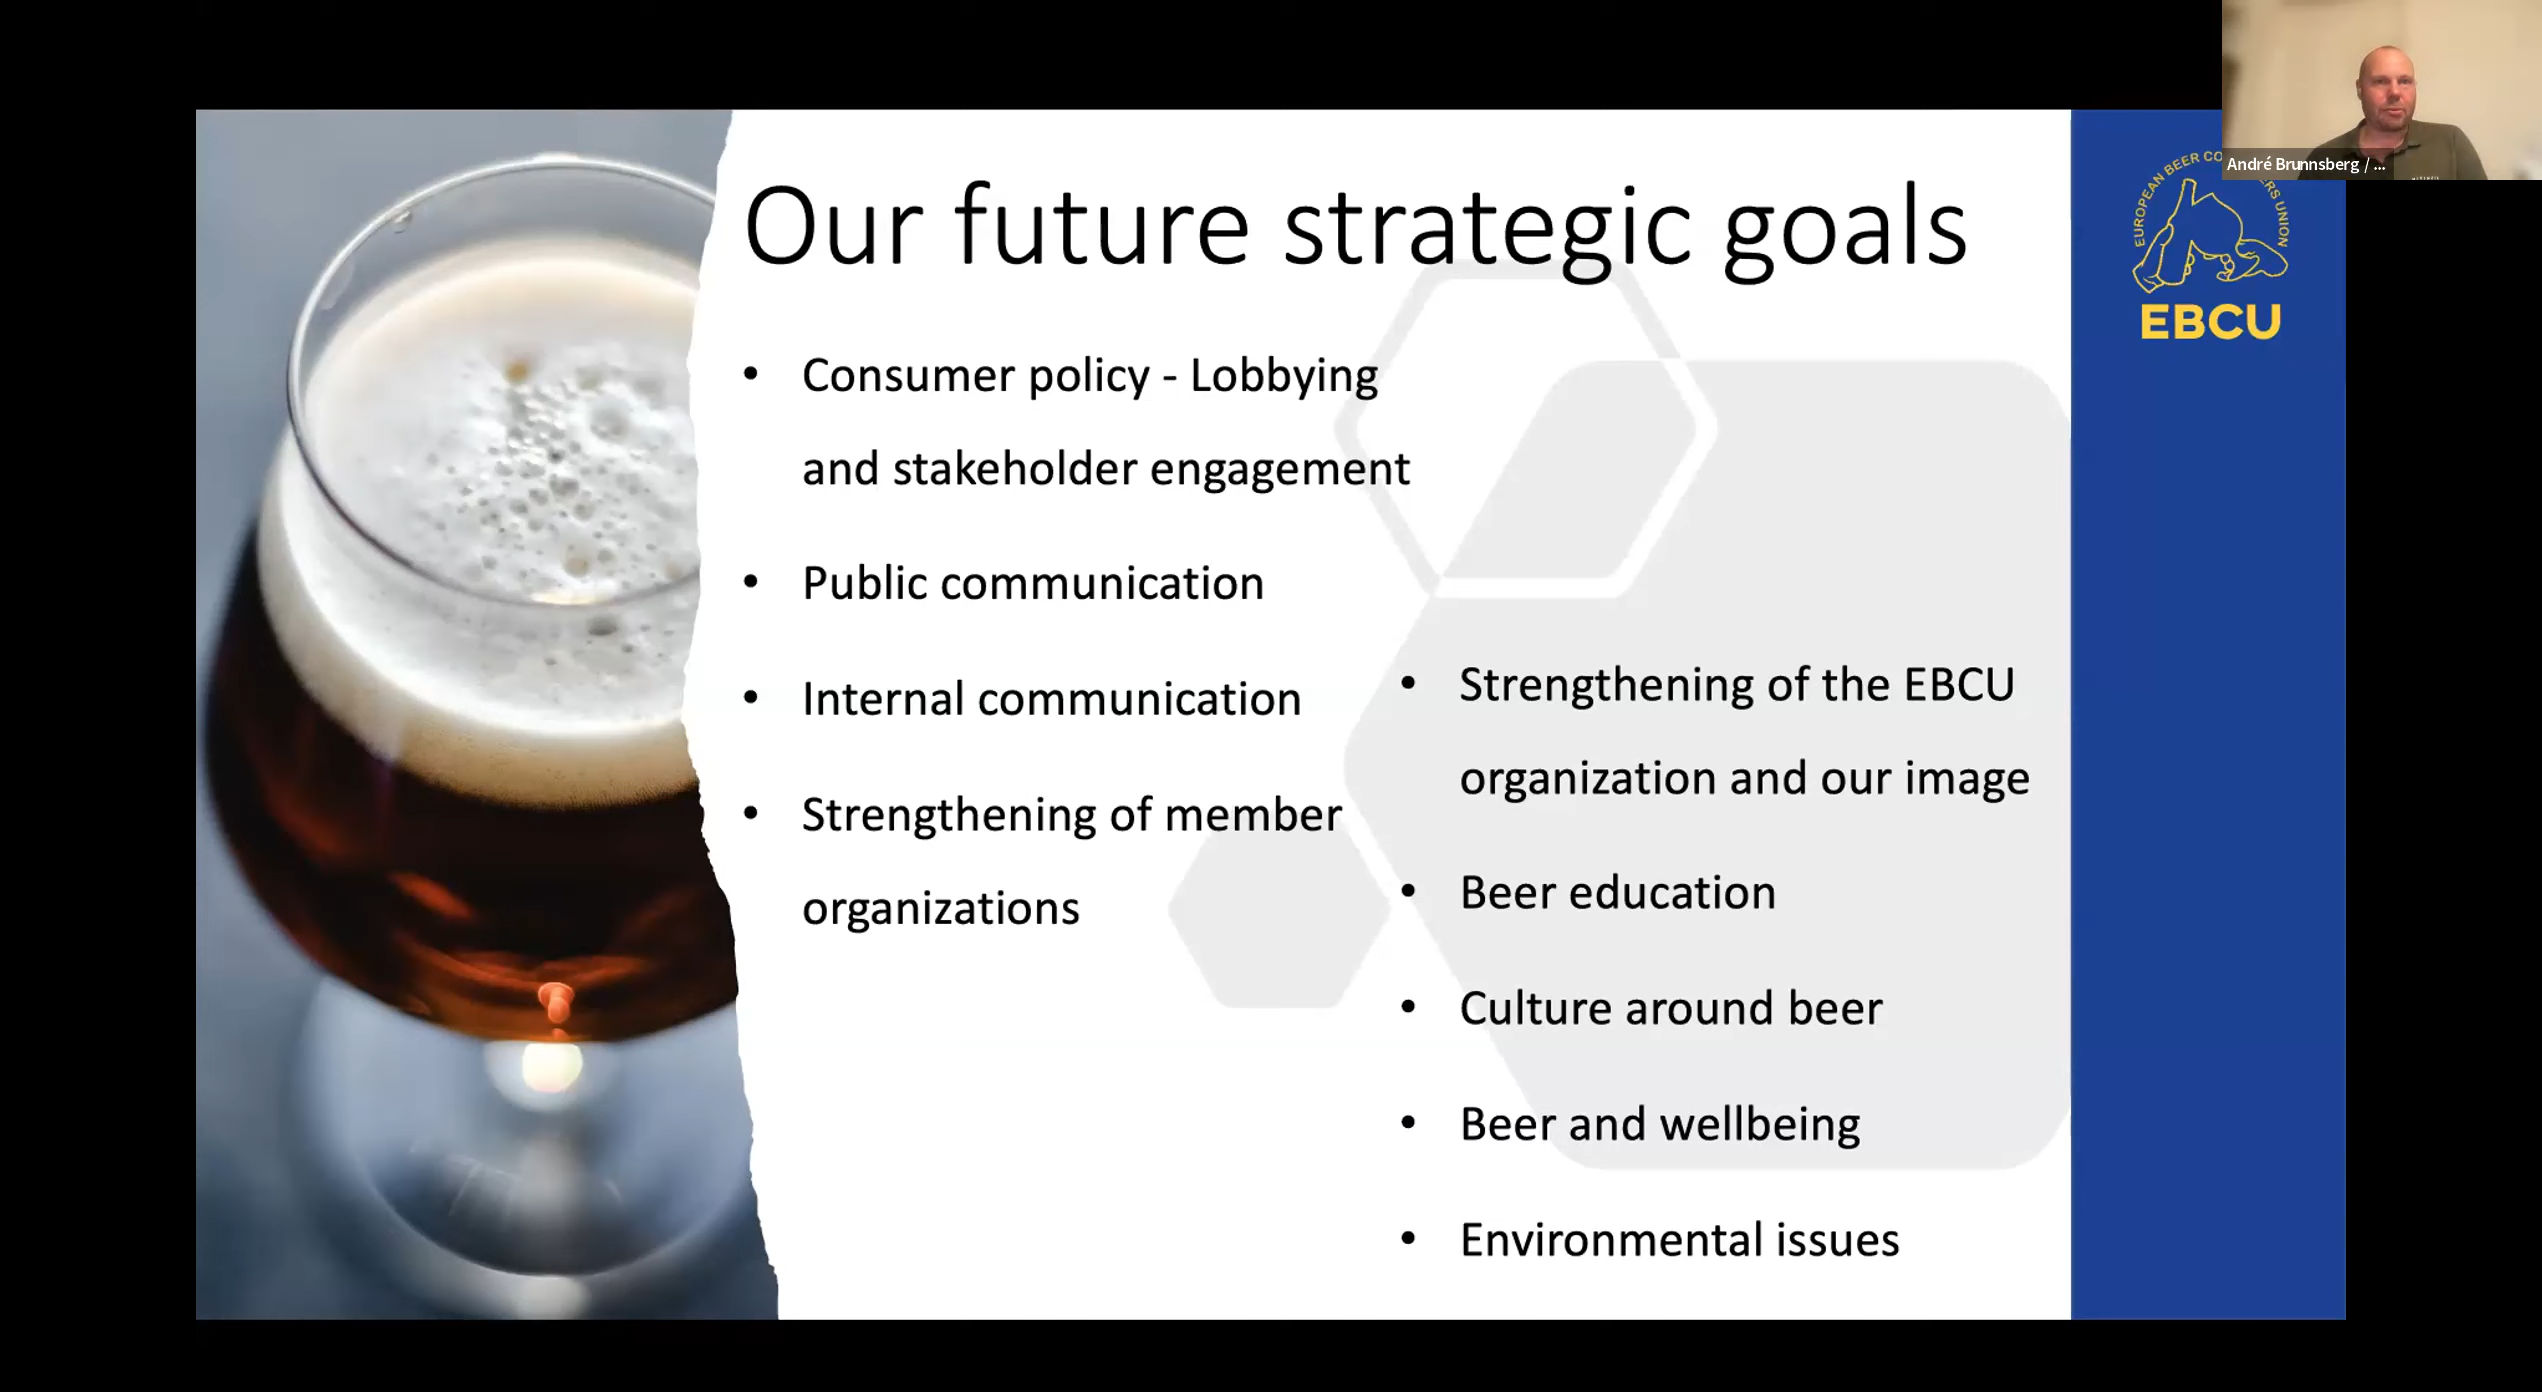 André Brunnsberg / ...
Our future strategic goals
• Consumer policy - Lobbying
and stakeholder engagement
• Public communication
• Internal communication
• Strengthening of member
organizations
• Strengthening of the EBCU
organization and our image
• Beer education
• Culture around beer
• Beer and wellbeing
• Environmental issues
EUROPEAN BEER CO
ERS UNION
EBCU